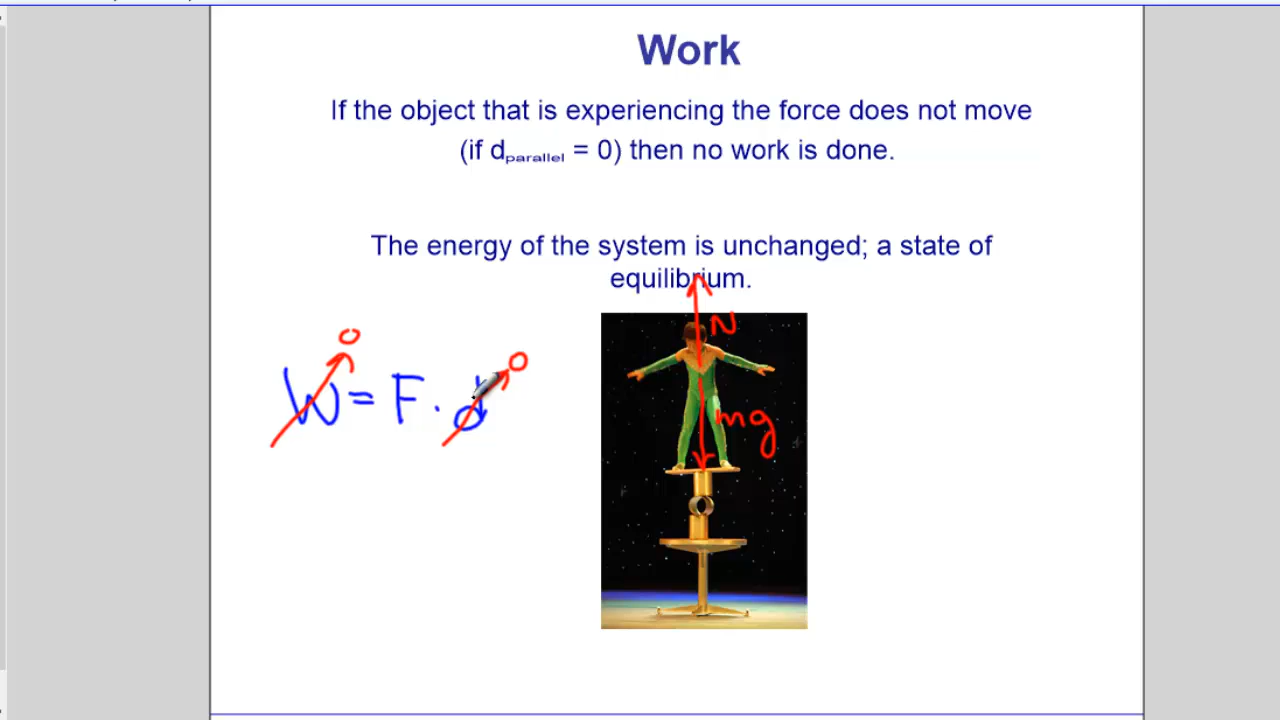 Work
If the object that is experiencing the force does not move
(if dparallel = 0) then no work is done.
The energy of the system is unchanged; a state of
equilibrium.
N
0
0
W = F · d
mg